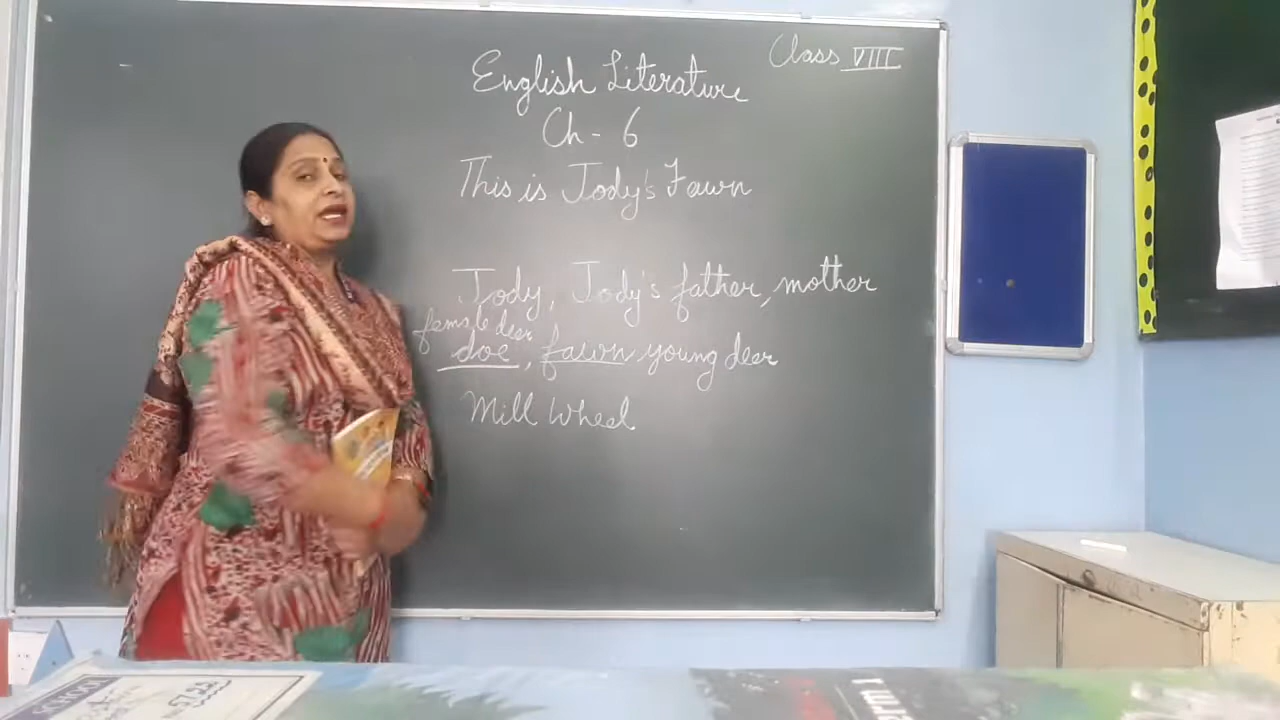 Class VIII
English Literature
Ch - 6
This is Jody's Fawn
Jody, Jody's father, mother
female deer
doe, fawn young deer
Mill Wheel
SCHOOL